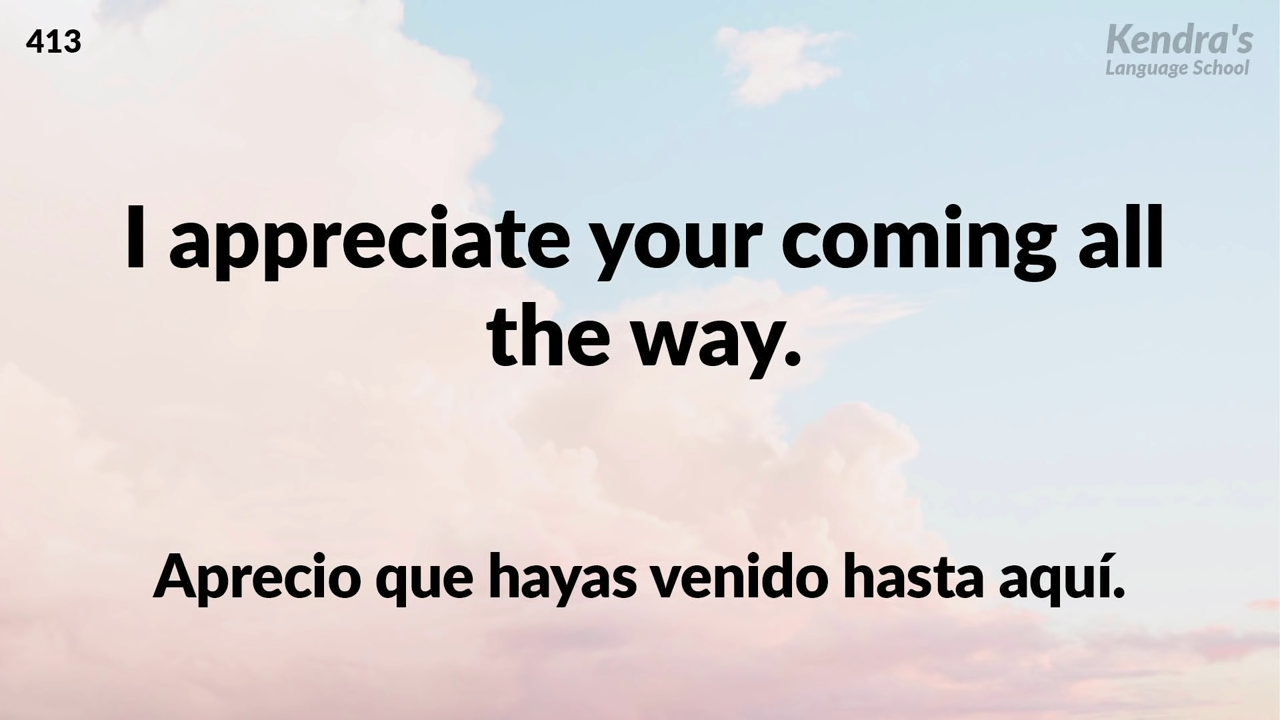 413
Kendra's
Language School
I appreciate your coming all
the way.
Aprecio que hayas venido hasta aquí.